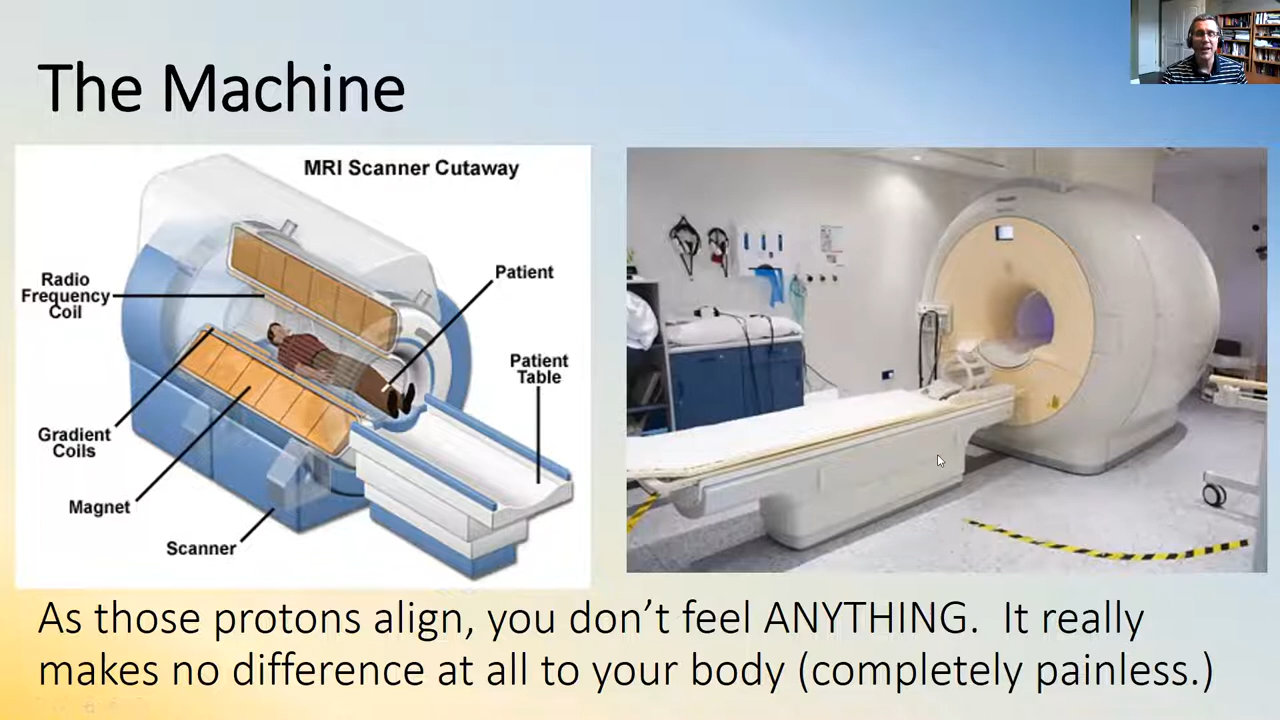 The Machine
MRI Scanner Cutaway
Radio
Frequency
Coil
Patient
Patient
Table
Gradient
Coils
Magnet
Scanner
As those protons align, you don't feel ANYTHING.  It really
makes no difference at all to your body (completely painless.)